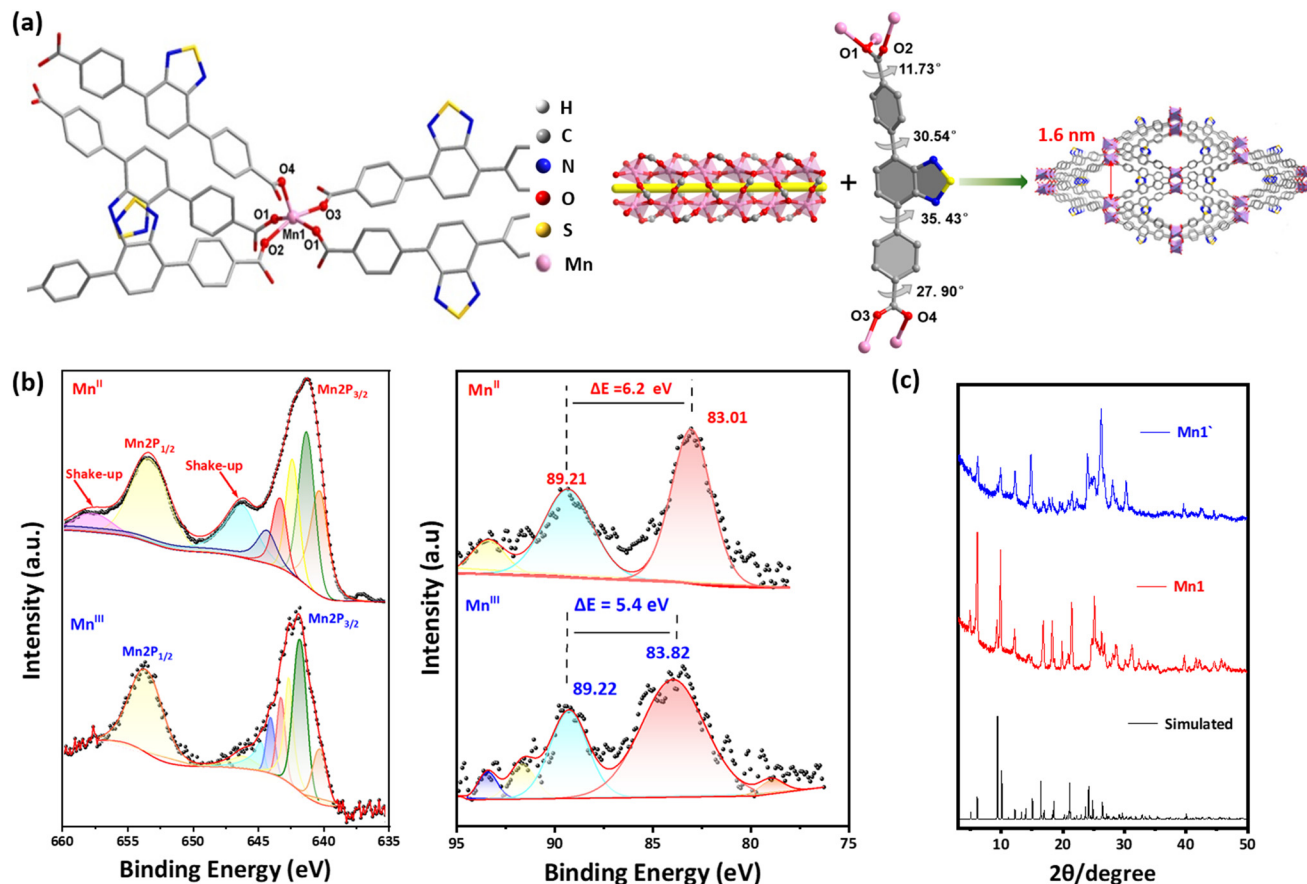 (a)
O4
O1
O3
Mn1
O2
O1
H
C
N
O
S
Mn
+
O1
O2
11.73°
30.54°
35. 43°
27. 90°
O3
O4
1.6 nm
(b)
Mn^II
Mn2P_3/2
Mn2P_1/2
Shake-up
Shake-up
Mn^III
Mn2P_3/2
Mn2P_1/2
Intensity (a.u.)
660 655 650 645 640 635
Binding Energy (eV)
Mn^II
ΔE =6.2 eV
83.01
89.21
Mn^III
ΔE = 5.4 eV
83.82
89.22
Intensity (a.u)
95 90 85 80 75
Binding Energy (eV)
(c)
Mn1`
Mn1
Simulated
10 20 30 40 50
2θ/degree